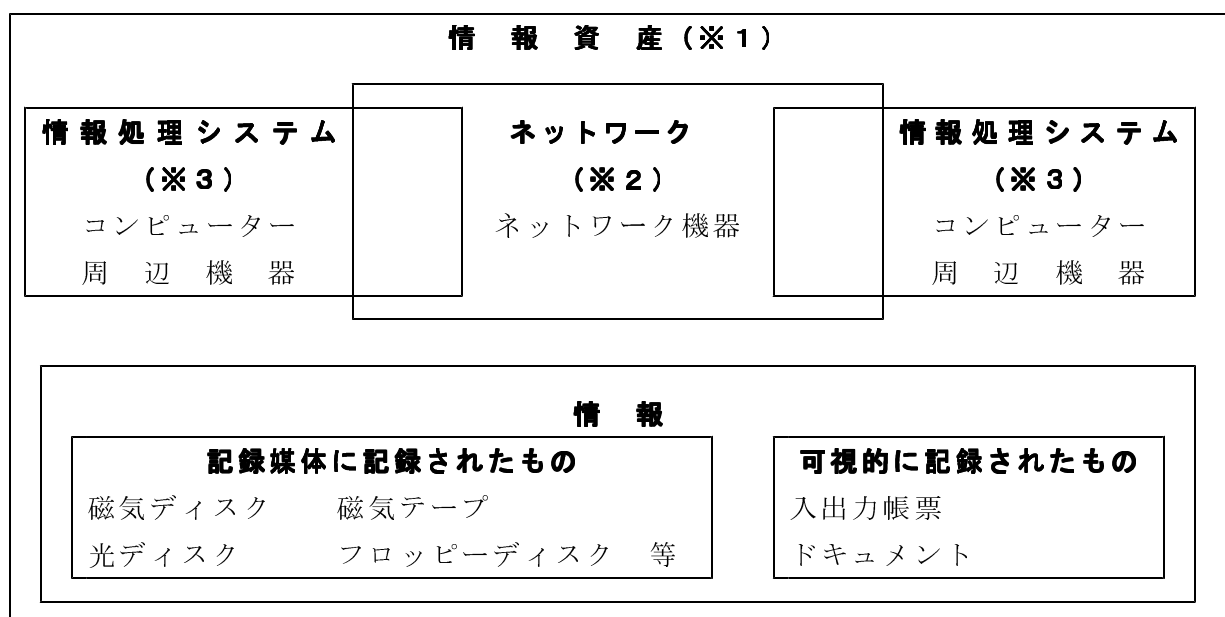 情報資産(※1)
情報処理システム
(※3)
コンピューター
周辺機器
ネットワーク
(※2)
ネットワーク機器
情報処理システム
(※3)
コンピューター
周辺機器
情報
記録媒体に記録されたもの
磁気ディスク 磁気テープ
光ディスク フロッピーディスク 等
可視的に記録されたもの
入出力帳票
ドキュメント